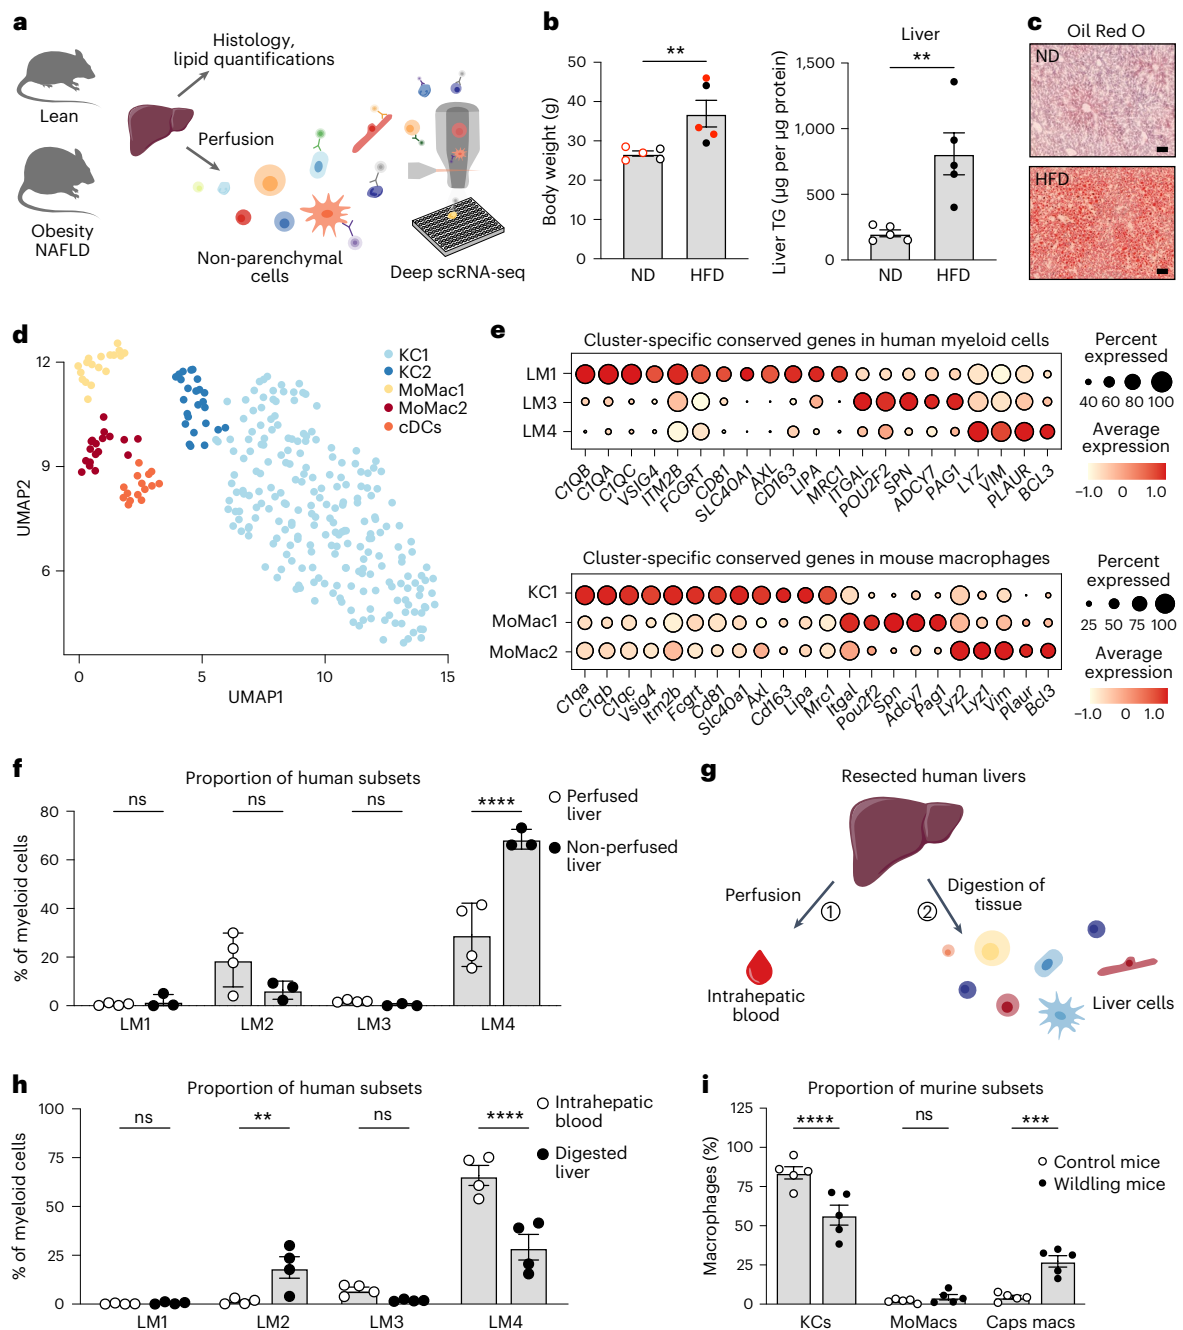 a
Histology,
lipid quantifications
Lean
Perfusion
Obesity
NAFLD
Non-parenchymal
cells
Deep scRNA-seq
b
**
Body weight (g)
50
40
30
20
10
0
ND
HFD
Liver
**
Liver TG (µg per µg protein)
1,500
1,000
500
0
ND
HFD
c
Oil Red O
ND
HFD
d
12
9
6
UMAP2
0
5
10
15
UMAP1
KC1
KC2
MoMac1
MoMac2
cDCs
e
Cluster-specific conserved genes in human myeloid cells
LM1
LM3
LM4
C1QB
C1QA
C1QC
VSIG4
ITM2B
FCGRT
CD81
SLC40A1
AXL
CD163
LIPA
MRC1
ITGAL
POU2F2
SPN
ADCY7
PAG1
LYZ
VIM
PLAUR
BCL3
Percent
expressed
40 60 80 100
Average
expression
−1.0 0 1.0
Cluster-specific conserved genes in mouse macrophages
KC1
MoMac1
MoMac2
C1qa
C1qb
C1qc
Vsig4
Itm2b
Fcgrt
Cd81
Slc40a1
Axl
Cd163
Lipa
Mrc1
Itgal
Pou2f2
Spn
Adcy7
Pag1
Lyz2
Lyz1
Vim
Plaur
Bcl3
Percent
expressed
25 50 75 100
Average
expression
−1.0 0 1.0
f
Proportion of human subsets
% of myeloid cells
80
60
40
20
0
ns
ns
ns
****
LM1
LM2
LM3
LM4
Perfused
liver
Non-perfused
liver
g
Resected human livers
Perfusion
1
2
Digestion of
tissue
Intrahepatic
blood
Liver cells
h
Proportion of human subsets
% of myeloid cells
100
75
50
25
0
ns
**
ns
****
LM1
LM2
LM3
LM4
Intrahepatic
blood
Digested
liver
i
Proportion of murine subsets
Macrophages (%)
125
100
75
50
25
0
****
ns
***
KCs
MoMacs
Caps macs
Control mice
Wildling mice